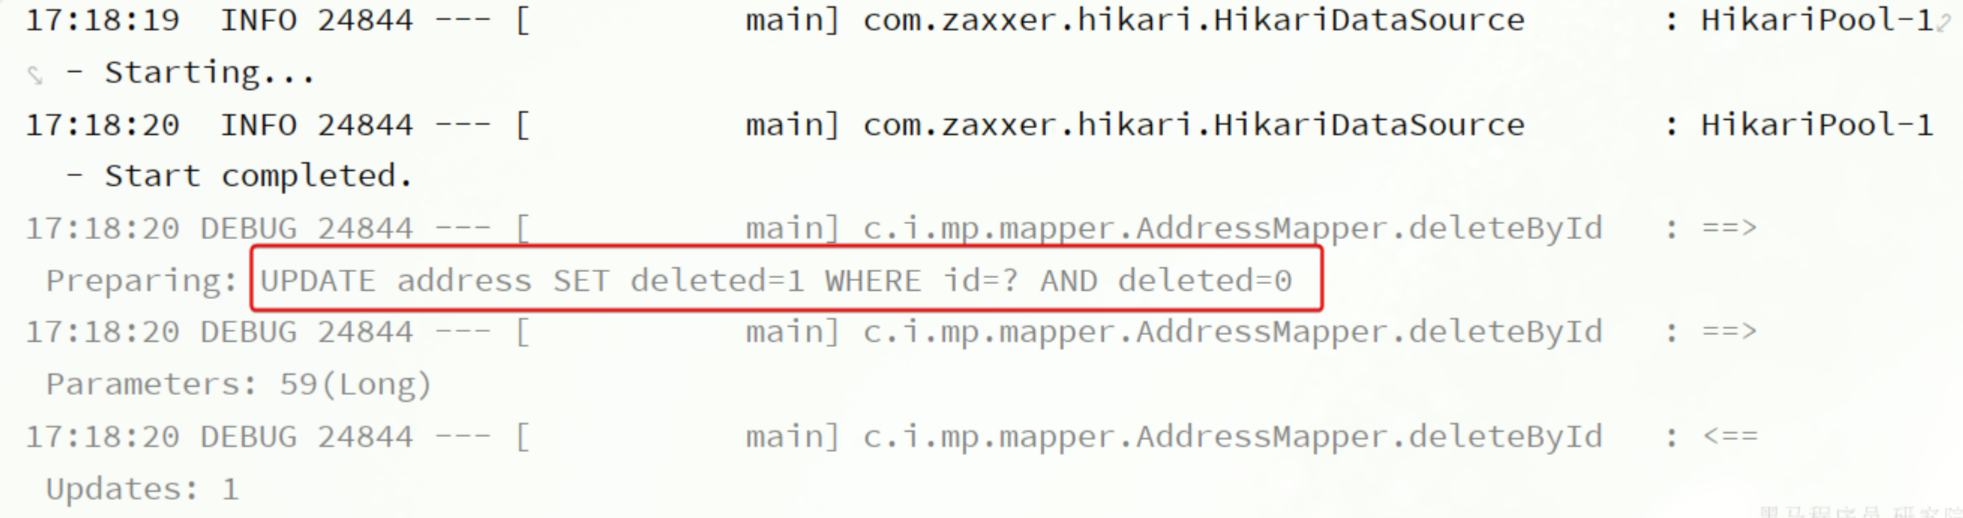 17:18:19  INFO 24844 --- [           main] com.zaxxer.hikari.HikariDataSource       : HikariPool-1
 - Starting...
17:18:20  INFO 24844 --- [           main] com.zaxxer.hikari.HikariDataSource       : HikariPool-1
 - Start completed.
17:18:20 DEBUG 24844 --- [           main] c.i.mp.mapper.AddressMapper.deleteById   : ==>
 Preparing: UPDATE address SET deleted=1 WHERE id=? AND deleted=0
17:18:20 DEBUG 24844 --- [           main] c.i.mp.mapper.AddressMapper.deleteById   : ==>
 Parameters: 59(Long)
17:18:20 DEBUG 24844 --- [           main] c.i.mp.mapper.AddressMapper.deleteById   : <==
 Updates: 1